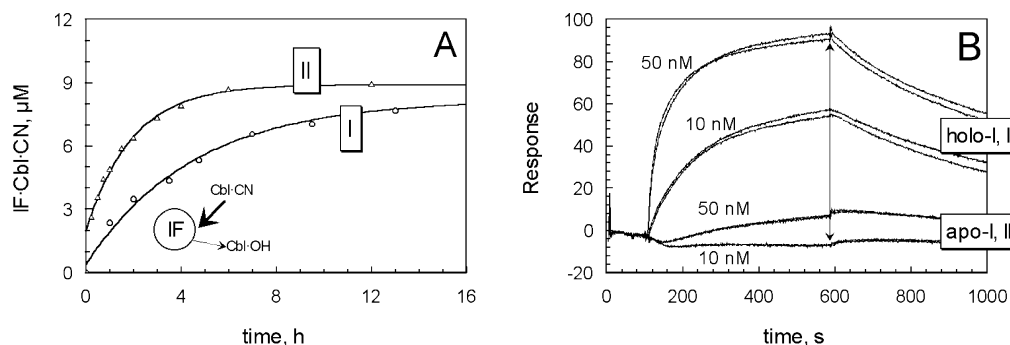 A
12
9
6
3
0
IF·Cbl·CN, µM
II
I
Cbl·CN
IF
Cbl·OH
0 4 8 12 16
time, h
B
100
80
60
40
20
0
-20
Response
50 nM
10 nM
50 nM
10 nM
holo-I, I
apo-I, II
0 200 400 600 800 1000
time, s